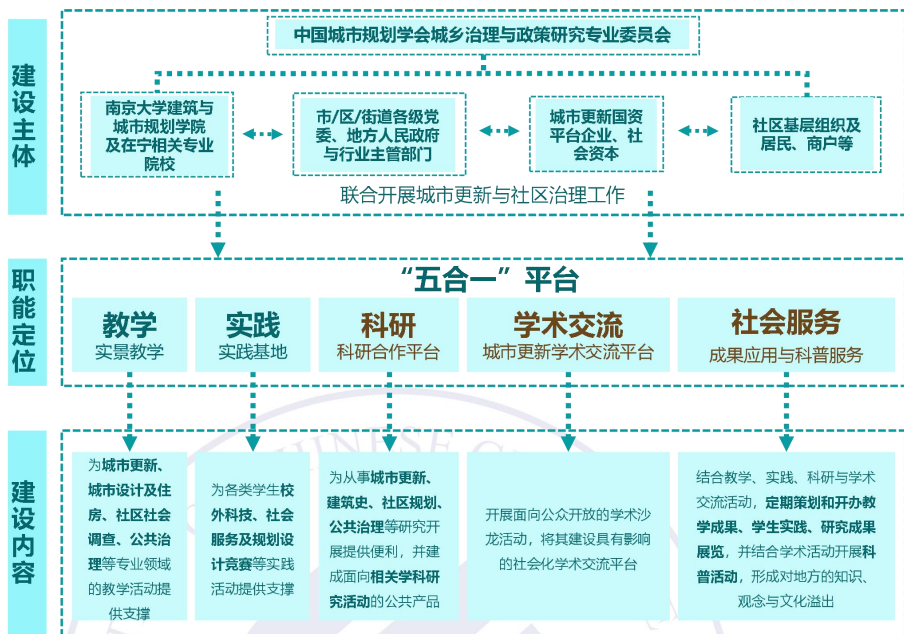 建设主体
中国城市规划学会城乡治理与政策研究专业委员会
南京大学建筑与
城市规划学院
及在宁相关专业
院校
市/区/街道各级党
委、地方人民政府
与行业主管部门
城市更新国资
平台企业、社
会资本
社区基层组织及
居民、商户等
联合开展城市更新与社区治理工作
职能定位
“五合一”平台
教学
实景教学
实践
实践基地
科研
科研合作平台
学术交流
城市更新学术交流平台
社会服务
成果应用与科普服务
建设内容
为城市更新、
城市设计及住
房、社区社会
调查、公共治
理等专业领域
的教学活动提
供支撑
为各类学生校
外科技、社会
服务及规划设
计竞赛等实践
活动提供支撑
为从事城市更新、
建筑史、社区规划、
公共治理等研究开
展提供便利，并建
成面向相关学科研
究活动的公共产品
开展面向公众开放的学术沙
龙活动，将其建设具有影响
的社会化学术交流平台
结合教学、实践、科研与学术
交流活动，定期策划和开办教
学成果、学生实践、研究成果
展览，并结合学术活动开展科
普活动，形成对地方的知识、
观念与文化溢出